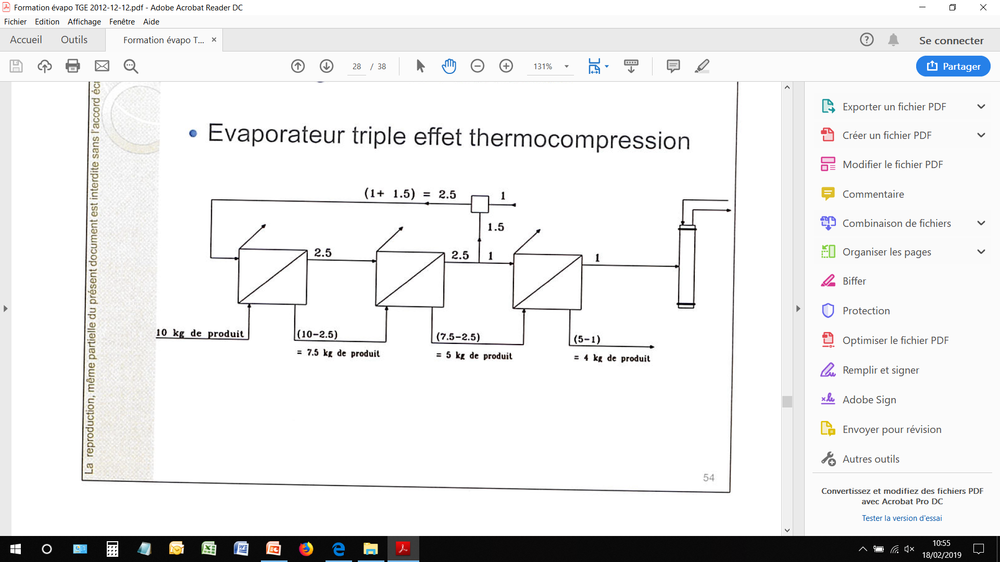 Formation évapo TGE 2012-12-12.pdf - Adobe Acrobat Reader DC
Fichier Edition Affichage Fenêtre Aide
Accueil Outils Formation évapo T... × Se connecter
28 / 38 131% Partager
La reproduction, même partielle du présent document est interdite sans l'accord
• Evaporateur triple effet thermocompression
(1+ 1.5) = 2.5 1
1.5
2.5 2.5 1 1
10 kg de produit (10-2.5) (7.5-2.5) (5-1)
= 7.5 kg de produit = 5 kg de produit = 4 kg de produit
54
Exporter un fichier PDF
Créer un fichier PDF
Modifier le fichier PDF
Commentaire
Combinaison de fichiers
Organiser les pages
Biffer
Protection
Optimiser le fichier PDF
Remplir et signer
Adobe Sign
Envoyer pour révision
Autres outils
Convertissez et modifiez des fichiers PDF
avec Acrobat Pro DC
Tester la version d'essai
10:55
18/02/2019